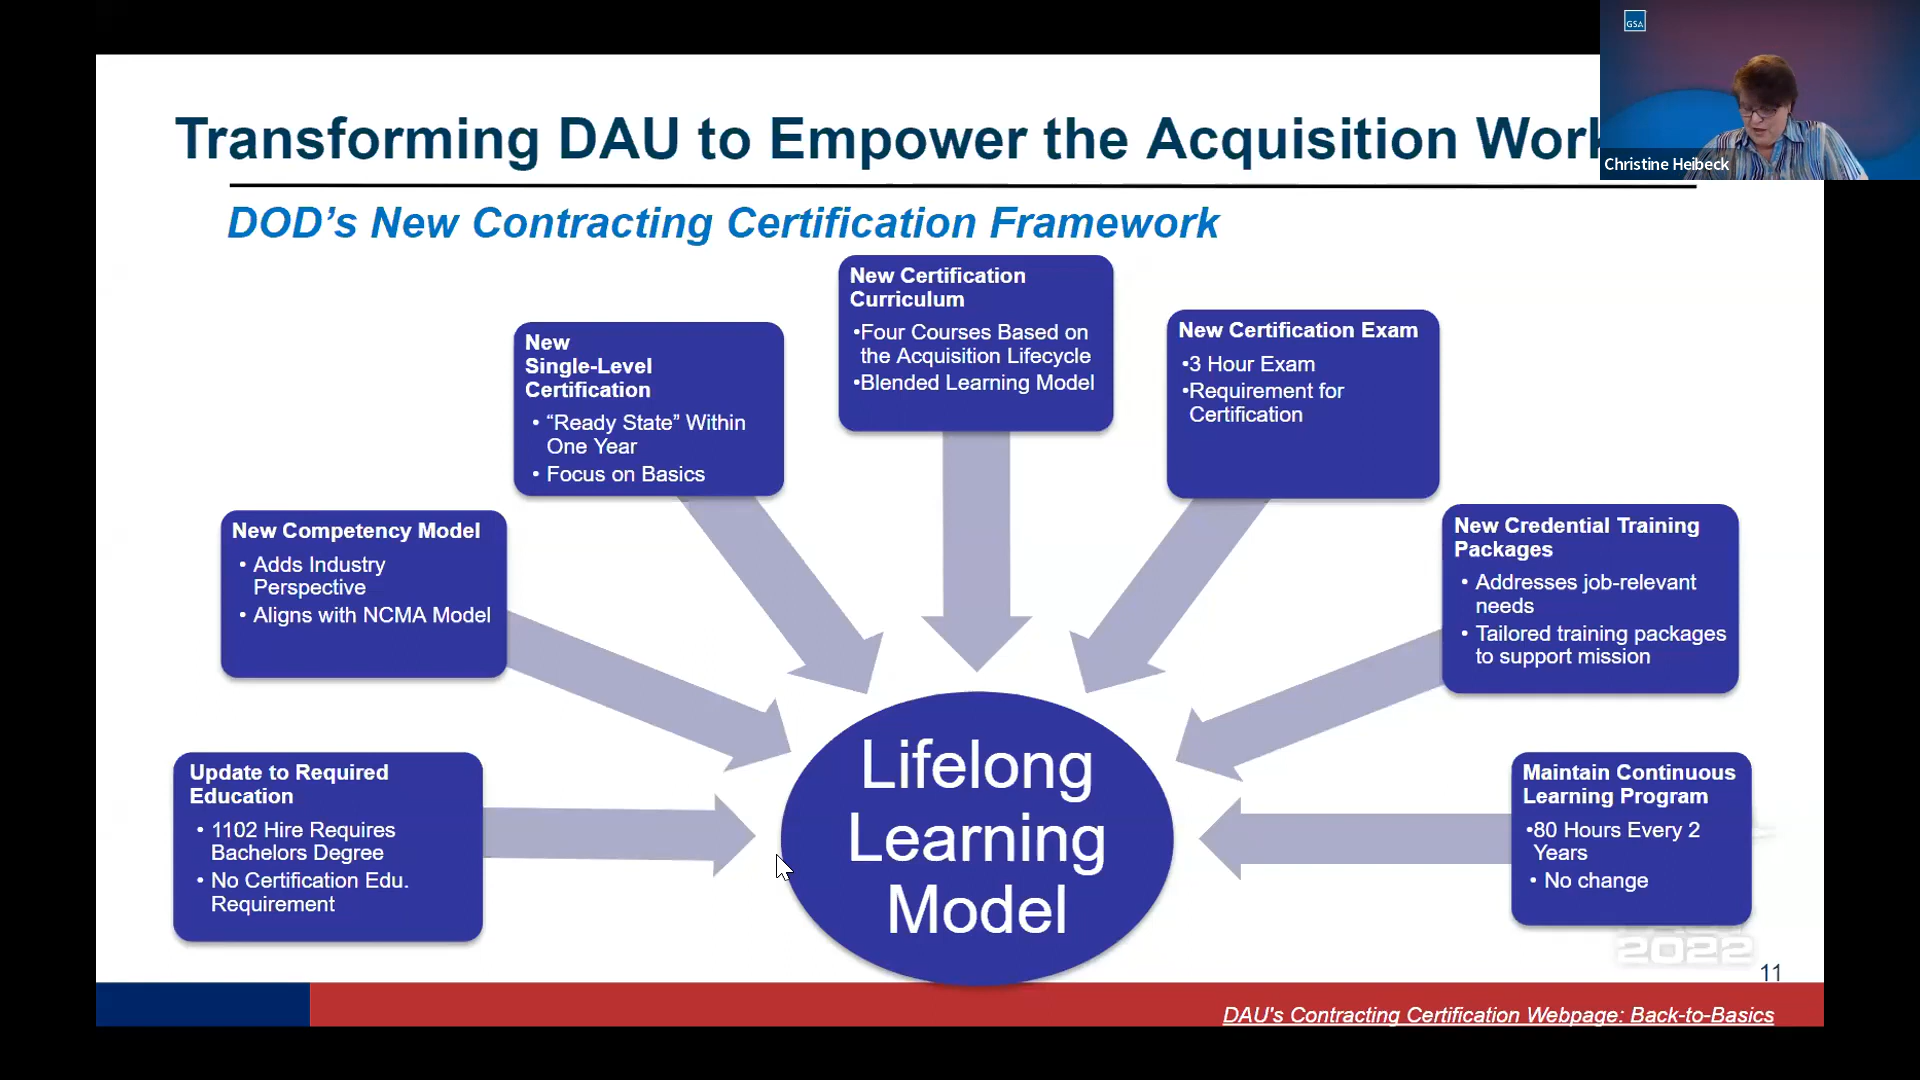 GSA
Christine Heibeck
Transforming DAU to Empower the Acquisition Work
DOD’s New Contracting Certification Framework
New Certification
Curriculum
•Four Courses Based on
the Acquisition Lifecycle
•Blended Learning Model
New
Single-Level
Certification
• “Ready State” Within
One Year
• Focus on Basics
New Certification Exam
•3 Hour Exam
•Requirement for
Certification
New Competency Model
• Adds Industry
Perspective
• Aligns with NCMA Model
New Credential Training
Packages
• Addresses job-relevant
needs
• Tailored training packages
to support mission
Update to Required
Education
• 1102 Hire Requires
Bachelors Degree
• No Certification Edu.
Requirement
Lifelong
Learning
Model
Maintain Continuous
Learning Program
•80 Hours Every 2
Years
• No change
2022
11
DAU's Contracting Certification Webpage: Back-to-Basics